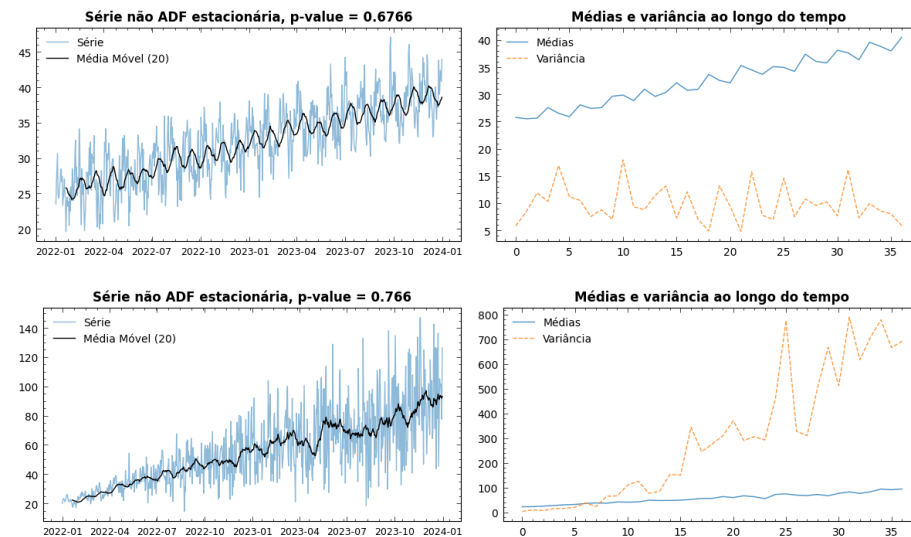 Série não ADF estacionária, p-value = 0.6766
Série
Média Móvel (20)
45
40
35
30
25
20
2022-01 2022-04 2022-07 2022-10 2023-01 2023-04 2023-07 2023-10 2024-01
Médias e variância ao longo do tempo
Médias
Variância
40
35
30
25
20
15
10
5
0 5 10 15 20 25 30 35
Série não ADF estacionária, p-value = 0.766
Série
Média Móvel (20)
140
120
100
80
60
40
20
2022-01 2022-04 2022-07 2022-10 2023-01 2023-04 2023-07 2023-10 2024-01
Médias e variância ao longo do tempo
Médias
Variância
800
700
600
500
400
300
200
100
0
0 5 10 15 20 25 30 35